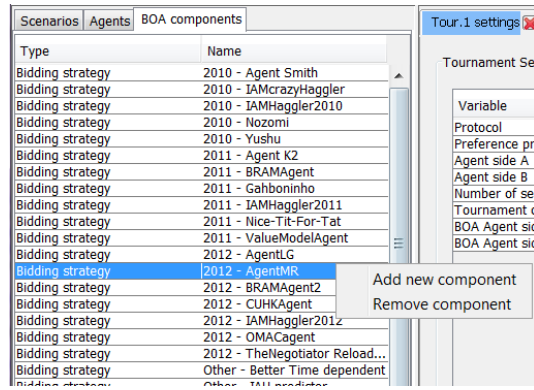 Scenarios Agents BOA components
Type Name
Bidding strategy 2010 - Agent Smith
Bidding strategy 2010 - IAMcrazyHaggler
Bidding strategy 2010 - IAMHaggler2010
Bidding strategy 2010 - Nozomi
Bidding strategy 2010 - Yushu
Bidding strategy 2011 - Agent K2
Bidding strategy 2011 - BRAMAgent
Bidding strategy 2011 - Gahboninho
Bidding strategy 2011 - IAMHaggler2011
Bidding strategy 2011 - Nice-Tit-For-Tat
Bidding strategy 2011 - ValueModelAgent
Bidding strategy 2012 - AgentLG
Bidding strategy 2012 - AgentMR
Bidding strategy 2012 - BRAMAgent2
Bidding strategy 2012 - CUHKAgent
Bidding strategy 2012 - IAMHaggler2012
Bidding strategy 2012 - OMACagent
Bidding strategy 2012 - TheNegotiator Reload...
Bidding strategy Other - Better Time dependent
Bidding strategy Other - IAH predictor
Add new component
Remove component
Tour.1 settings
Tournament Se
Variable
Protocol
Preference pr
Agent side A
Agent side B
Number of se
Tournament o
BOA Agent sid
BOA Agent sid